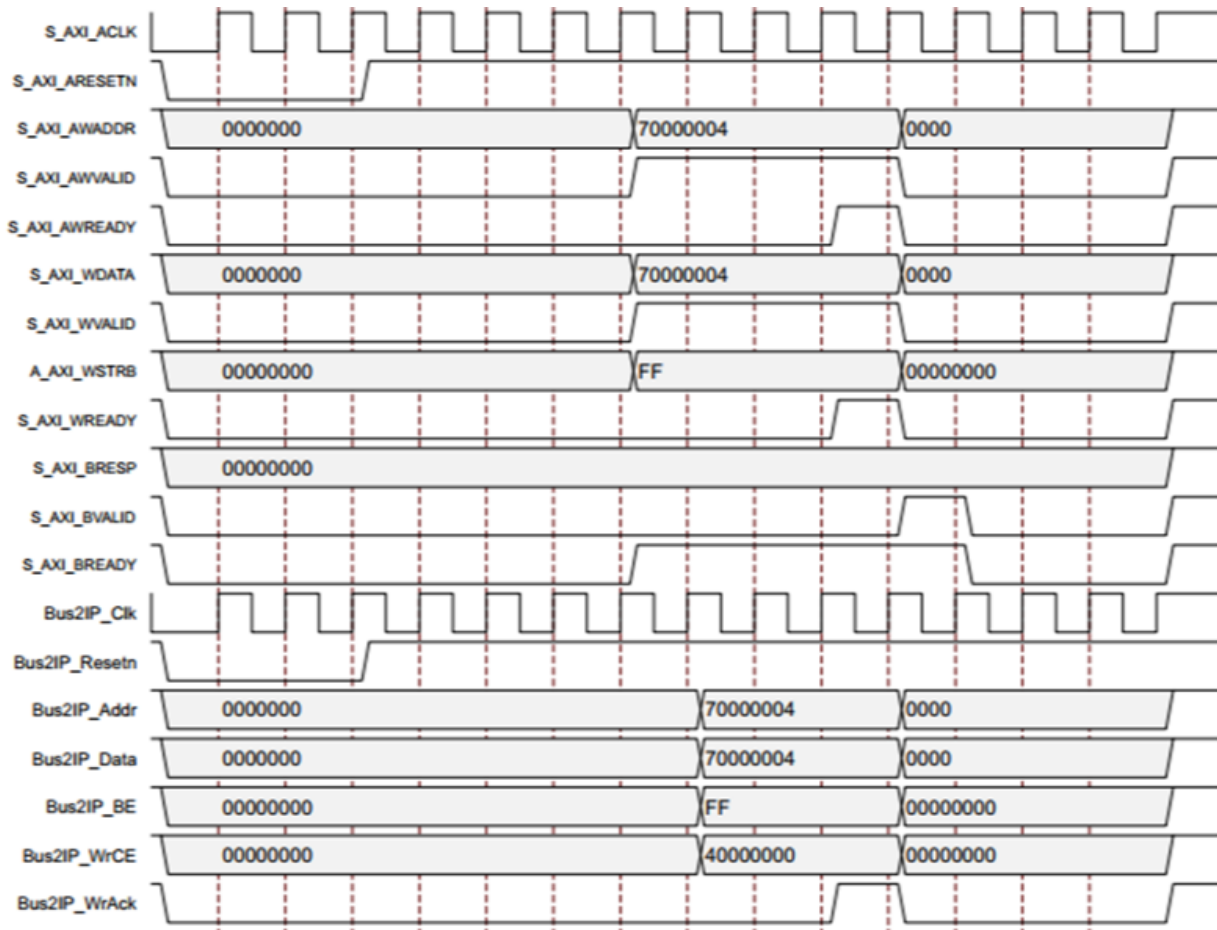 S_AXI_ACLK
S_AXI_ARESETN
S_AXI_AWADDR 0000000 70000004 0000
S_AXI_AWVALID
S_AXI_AWREADY
S_AXI_WDATA 0000000 70000004 0000
S_AXI_WVALID
A_AXI_WSTRB 00000000 FF 00000000
S_AXI_WREADY
S_AXI_BRESP 00000000
S_AXI_BVALID
S_AXI_BREADY
Bus2IP_Clk
Bus2IP_Resetn
Bus2IP_Addr 0000000 70000004 0000
Bus2IP_Data 0000000 70000004 0000
Bus2IP_BE 00000000 FF 00000000
Bus2IP_WrCE 00000000 40000000 00000000
Bus2IP_WrAck